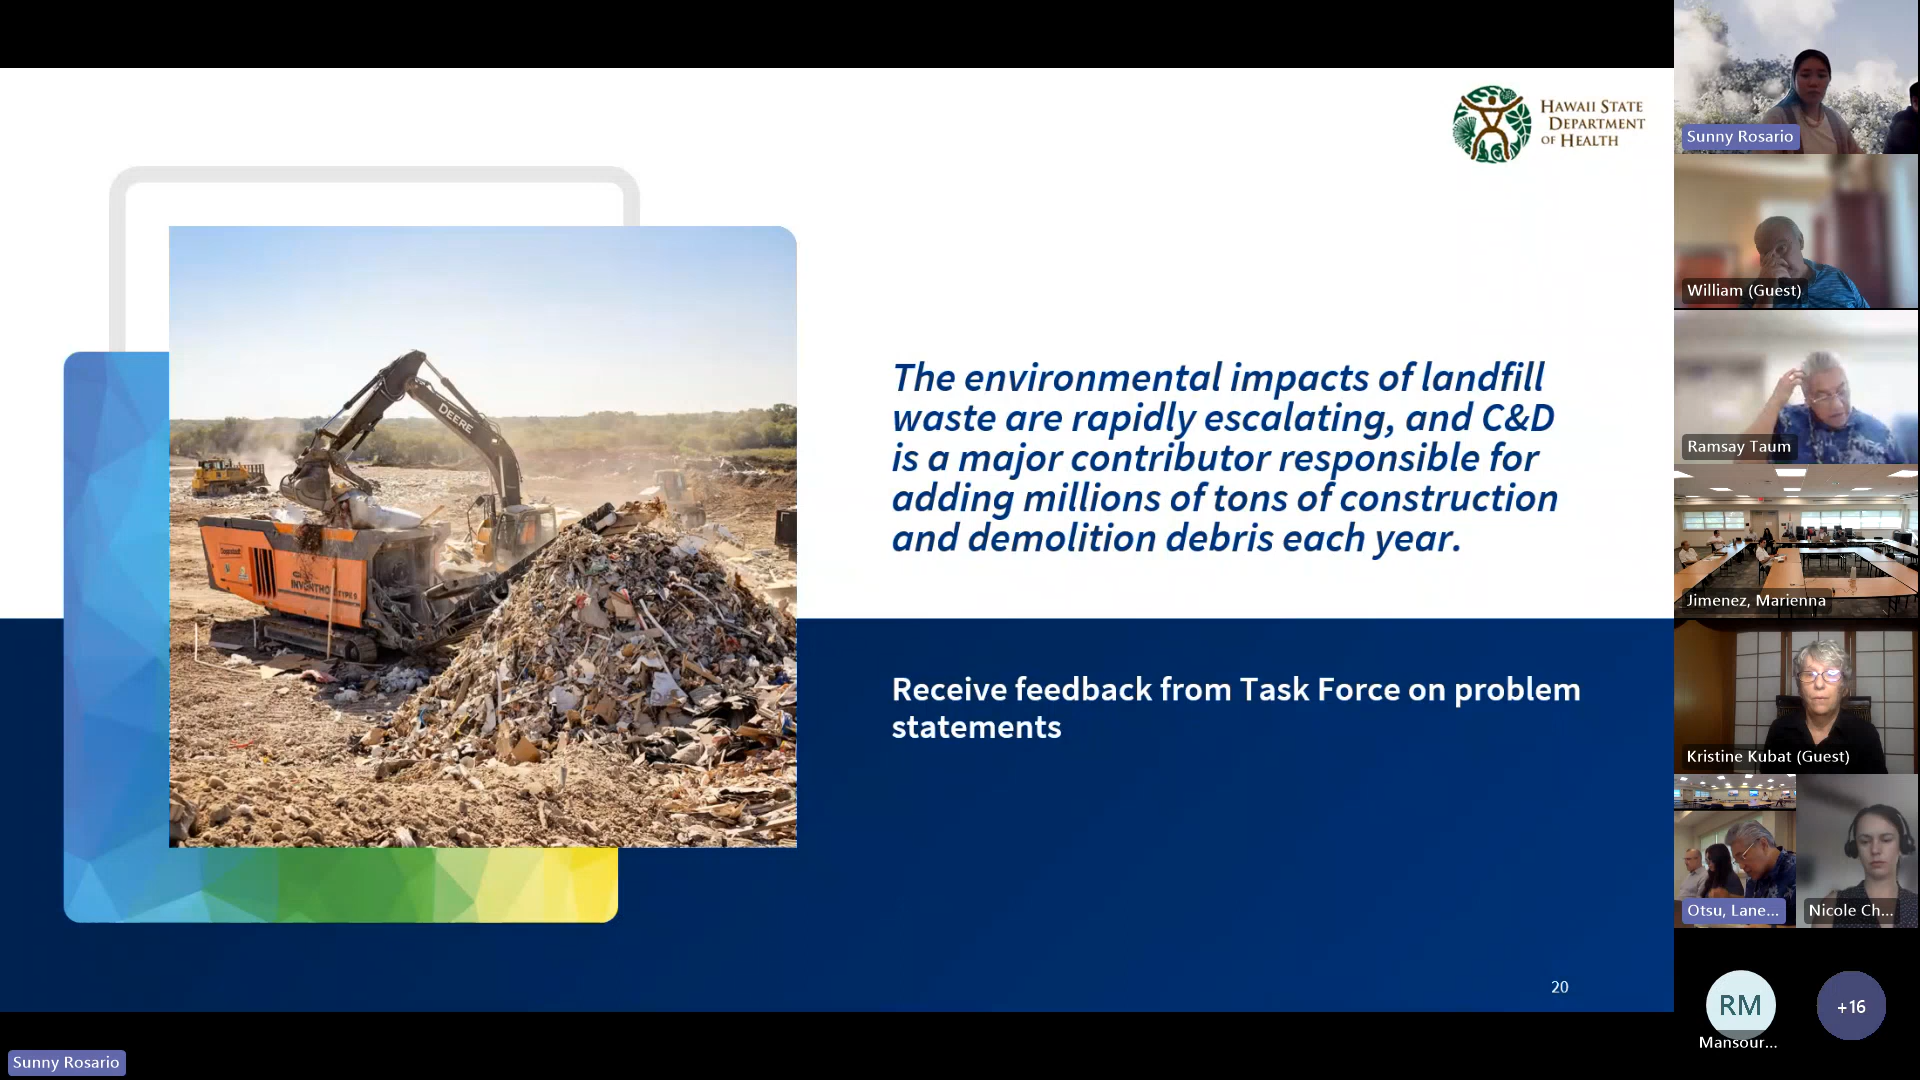 HAWAII STATE
DEPARTMENT
OF HEALTH
DEERE
The environmental impacts of landfill
waste are rapidly escalating, and C&D
is a major contributor responsible for
adding millions of tons of construction
and demolition debris each year.
Receive feedback from Task Force on problem
statements
20
Sunny Rosario
William (Guest)
Ramsay Taum
Jimenez, Marienna
Kristine Kubat (Guest)
Otsu, Lane...
Nicole Ch...
RM
Mansour...
+16
Sunny Rosario